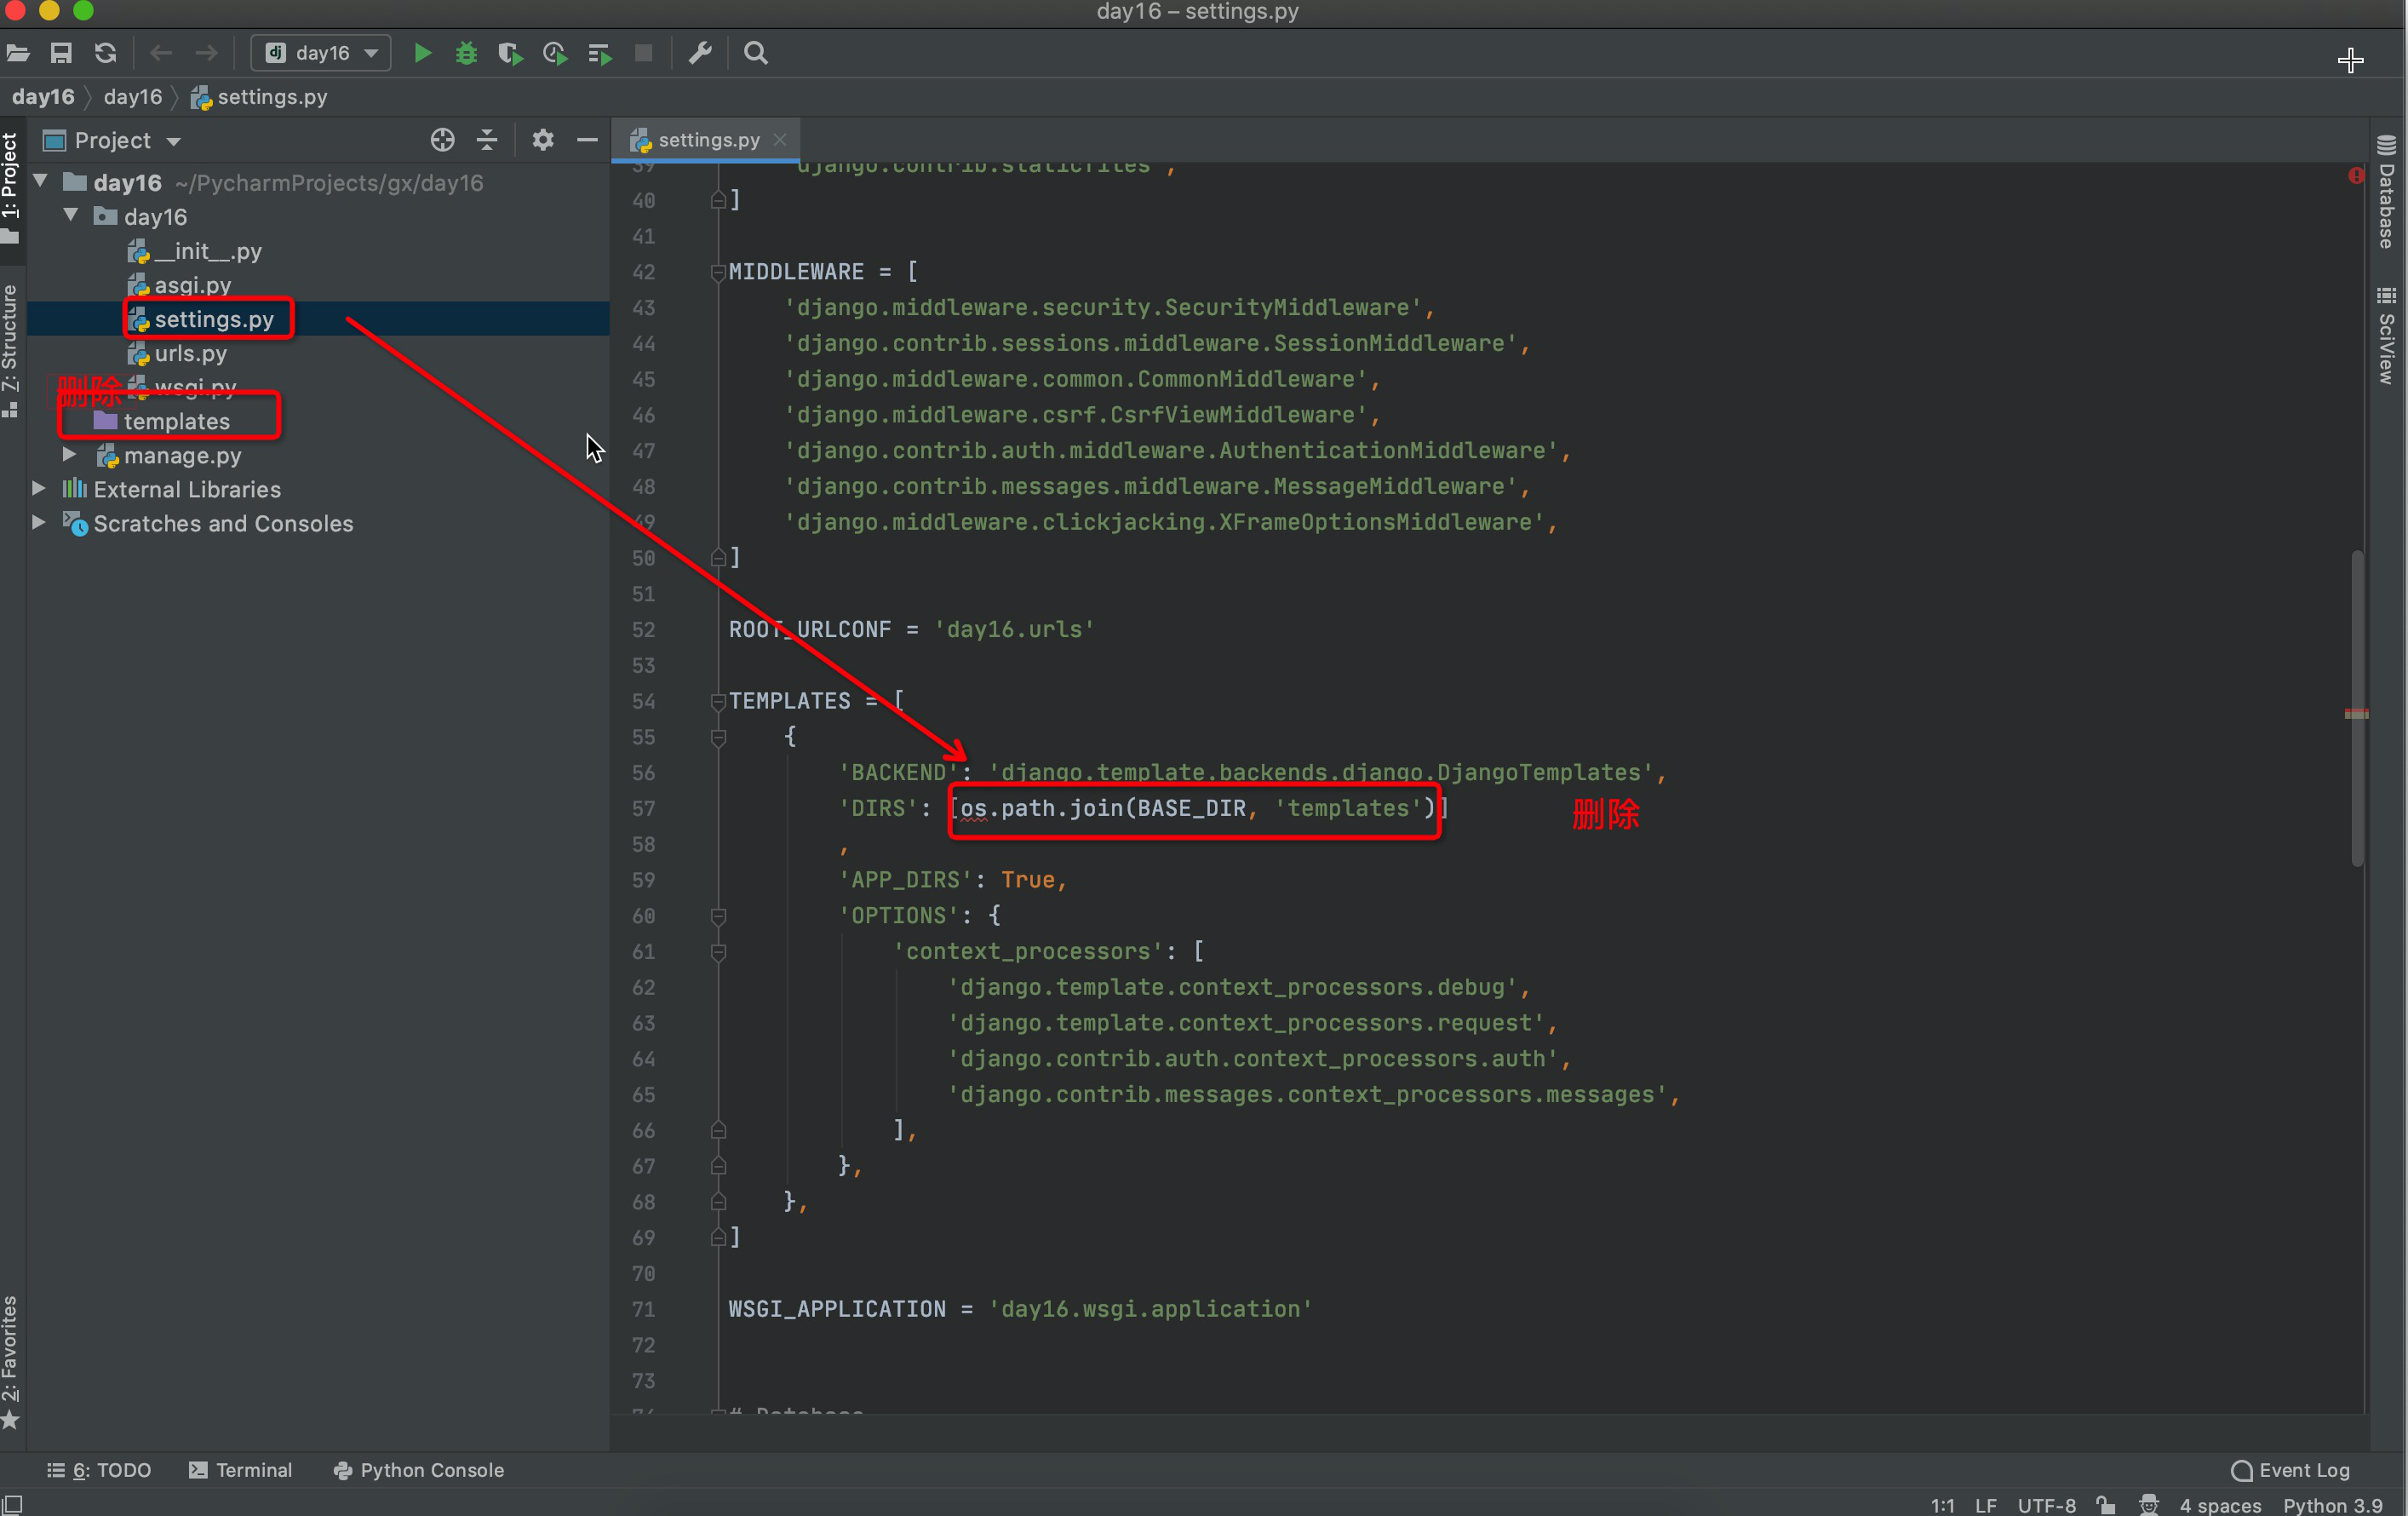 day16 – settings.py
day16
day16 day16 settings.py
Project
settings.py
1: Project
Z: Structure
2: Favorites
day16 ~/PycharmProjects/gx/day16
day16
__init__.py
asgi.py
settings.py
urls.py
删除 wsgi.py
templates
manage.py
External Libraries
Scratches and Consoles
39 'django.contrib.staticfiles',
40 ]
41
42 MIDDLEWARE = [
43 'django.middleware.security.SecurityMiddleware',
44 'django.contrib.sessions.middleware.SessionMiddleware',
45 'django.middleware.common.CommonMiddleware',
46 'django.middleware.csrf.CsrfViewMiddleware',
47 'django.contrib.auth.middleware.AuthenticationMiddleware',
48 'django.contrib.messages.middleware.MessageMiddleware',
49 'django.middleware.clickjacking.XFrameOptionsMiddleware',
50 ]
51
52 ROOT_URLCONF = 'day16.urls'
53
54 TEMPLATES = [
55 {
56 'BACKEND': 'django.template.backends.django.DjangoTemplates',
57 'DIRS': [os.path.join(BASE_DIR, 'templates')] 删除
58 ,
59 'APP_DIRS': True,
60 'OPTIONS': {
61 'context_processors': [
62 'django.template.context_processors.debug',
63 'django.template.context_processors.request',
64 'django.contrib.auth.context_processors.auth',
65 'django.contrib.messages.context_processors.messages',
66 ],
67 },
68 },
69 ]
70
71 WSGI_APPLICATION = 'day16.wsgi.application'
72
73
74 # Database
Database
SciView
6: TODO Terminal Python Console Event Log
1:1 LF UTF-8 4 spaces Python 3.9